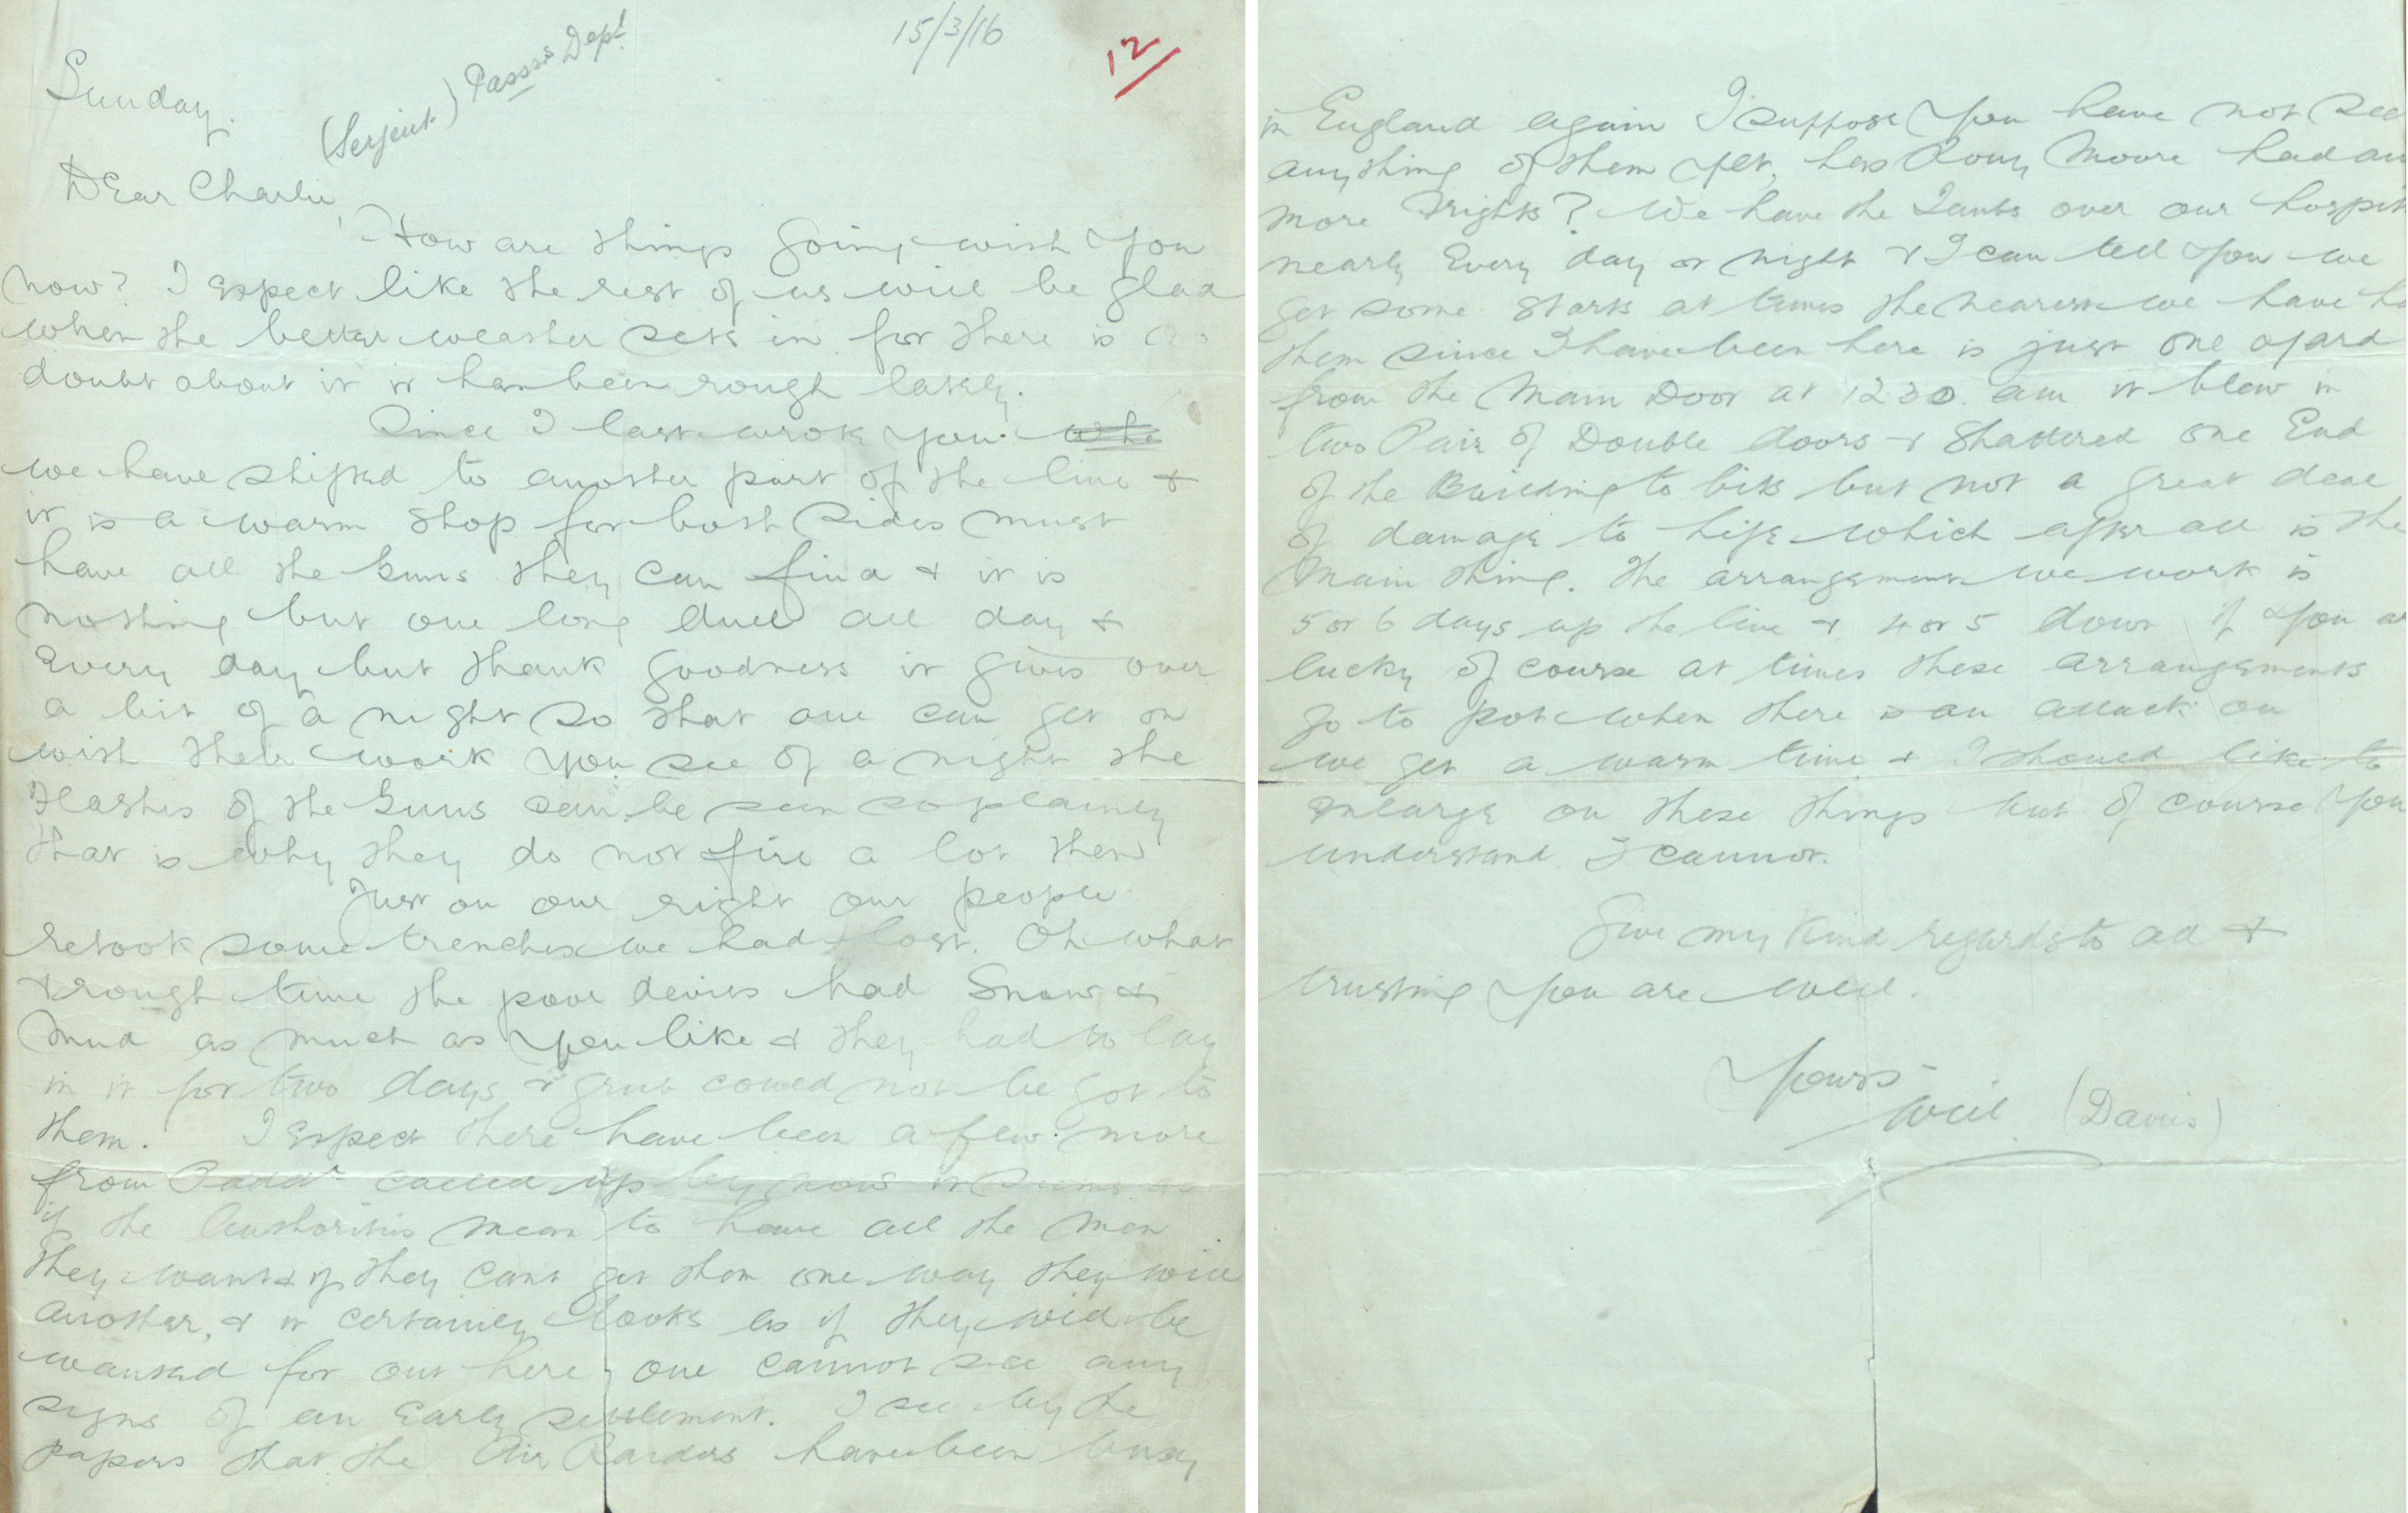 15/3/16
12
Sunday.
(Serjent.) Passrs Dept.
Dear Charlie,
How are things going with you
now? I expect like the rest of us will be glad
when the better weather sets in for there is no
doubt about it it has been rough lately.
Since I last wrote you
we have shifted to another part of the line &
it is a warm shop for both sides must
have all the Guns they can find & it is
nothing but one long duel all day &
Every day but thank goodness it gives over
a bit of a night so that one can get on
with their work you see of a night the
Flashes of the Guns can be seen so plainly
that is why they do not fire a lot then
Just on our right our people
retook some trenches we had lost. Oh what
rough time the poor devils had Snow &
Mud as much as you like & they had to lay
in it for two days & grub could not be got to
them. I expect there have been a few more
from Paddn called up by now it seems as
if the Authorities mean to have all the men
they want & if they cant get them one way they will
another, & it certainly looks as if they will be
wanted for out here one cannot see any
signs of an Early settlement. I see by the
papers that the Air Raiders have been busy
in England again I suppose you have not see
anything of them yet, has Moore had an
more Frights? We have the Taubs over our hospit
nearly Every day or night & I can tell you we
get some starts at times the nearest we have ha
them since I have been here is just one yard
from the Main Door at 12.30. am it blew in
two Pair of Double doors & Shattered one End
of the Building to bits but not a great deal
of damage to life which after all is the
Main thing. The arrangement we work is
5 or 6 days up the line & 4 or 5 down if you ar
lucky of course at times these arrangements
go to pot when there is an attack on
we get a warm time & I should like to
Enlarge on these things but of course you
understand I cannot.
Give my kind regards to all &
trusting you are well.
Yours
Will (Davis)